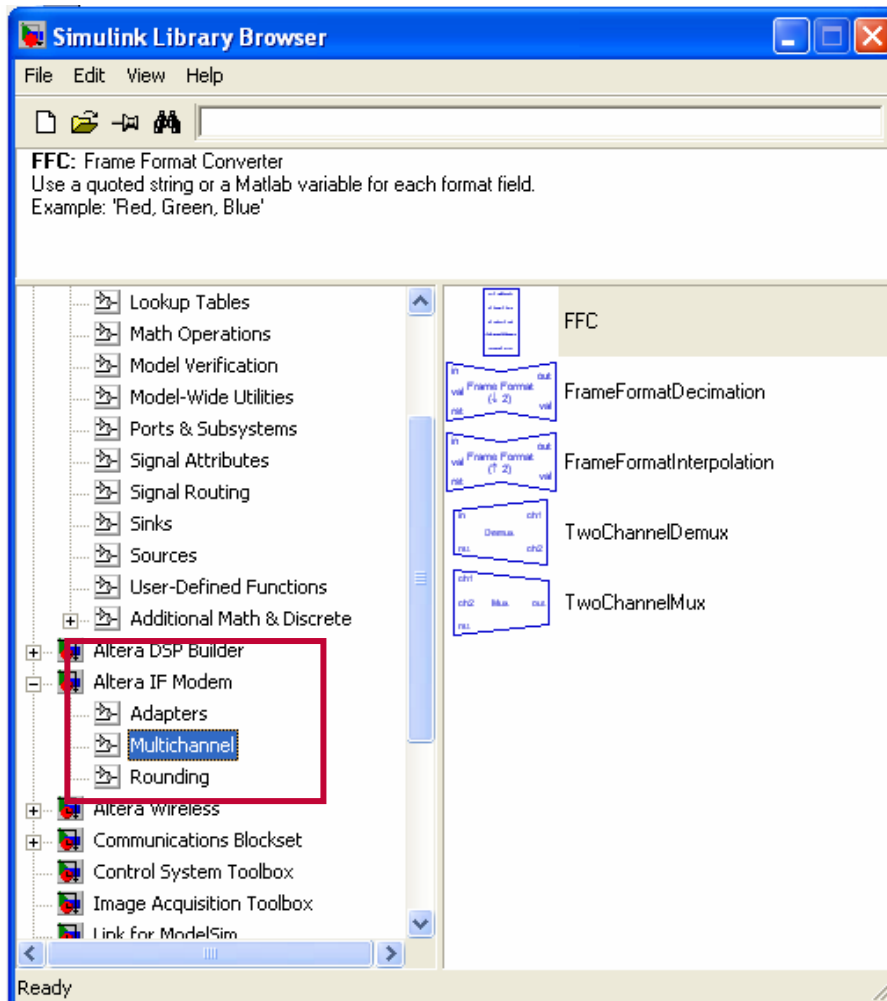 Simulink Library Browser
File Edit View Help
FFC: Frame Format Converter
Use a quoted string or a Matlab variable for each format field.
Example: 'Red, Green, Blue'
Lookup Tables
Math Operations
Model Verification
Model-Wide Utilities
Ports & Subsystems
Signal Attributes
Signal Routing
Sinks
Sources
User-Defined Functions
Additional Math & Discrete
Altera DSP Builder
Altera IF Modem
Adapters
Multichannel
Rounding
Altera Wireless
Communications Blockset
Control System Toolbox
Image Acquisition Toolbox
Link for ModelSim
FFC
in
out
val Frame Format
(↓ 2)
val
FrameFormatDecimation
in
out
val Frame Format
(↑ 2)
val
FrameFormatInterpolation
in
ch1
Demux
ch2
TwoChannelDemux
ch1
ch2 Mux out
TwoChannelMux
Ready